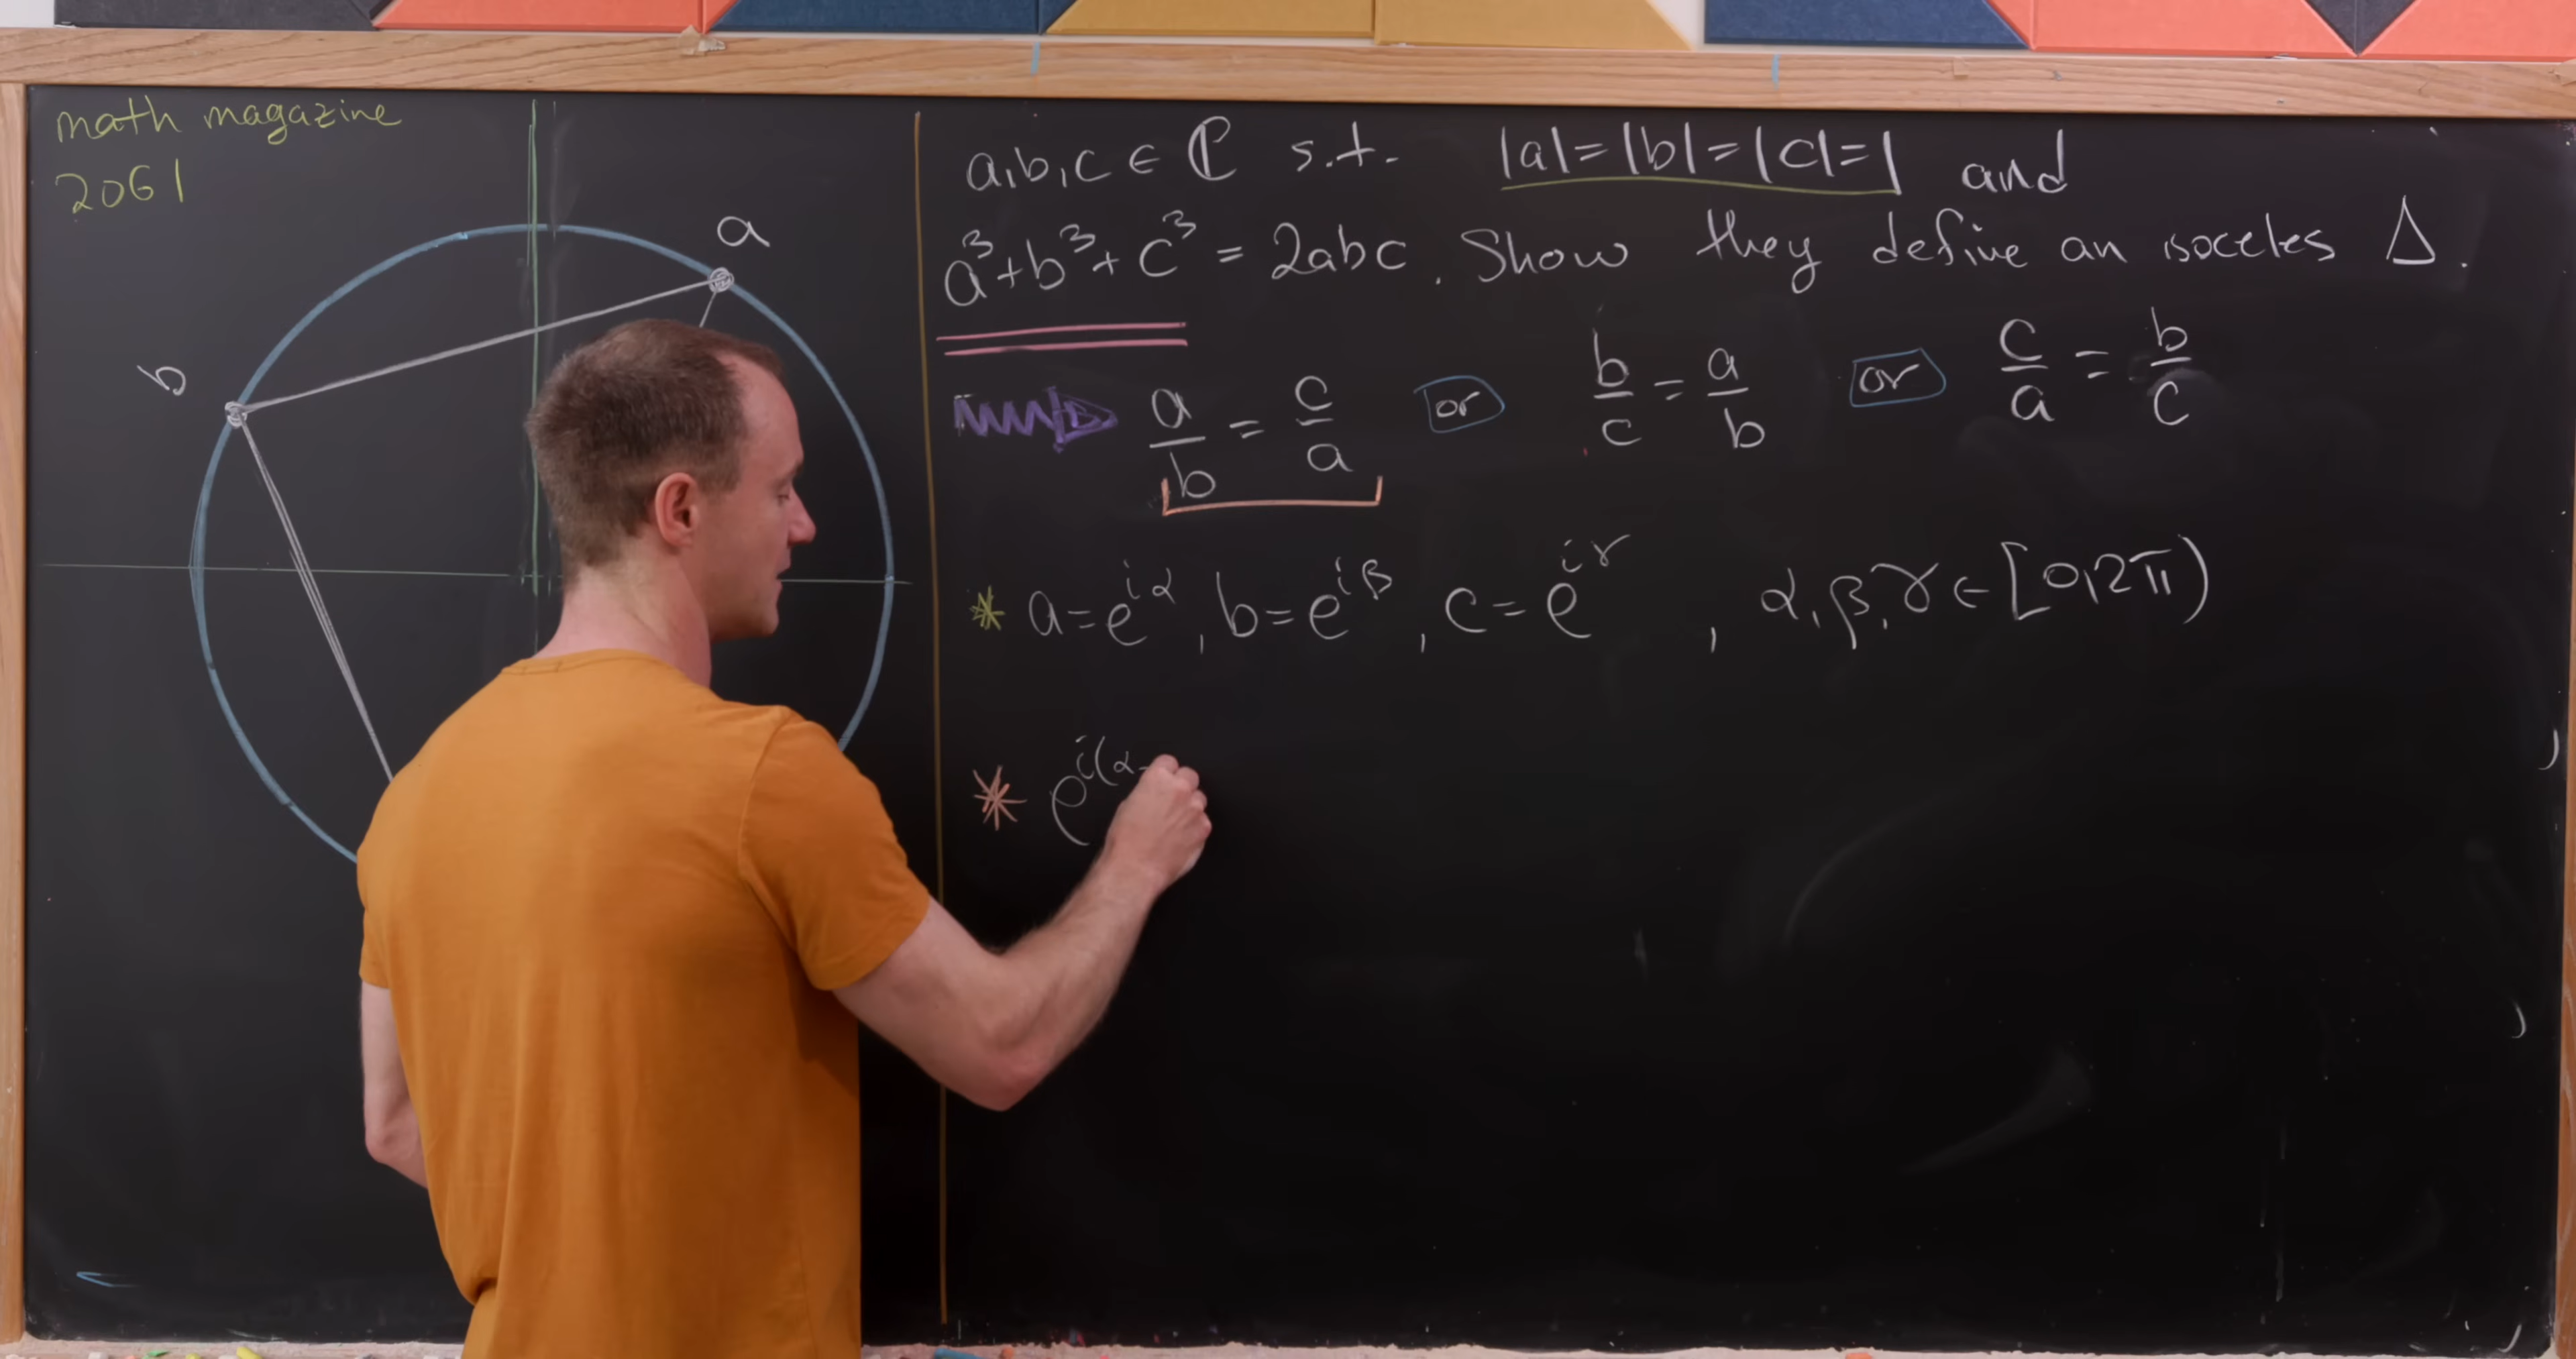 math magazine
2061
a
b
a,b,c ∈ ℂ s.t. |a|=|b|=|c|=1 and
a³+b³+c³ = 2abc. Show they define an isoceles Δ.
a/b = c/a or b/c = a/b or c/a = b/c
* a=e^{iα}, b=e^{iβ}, c=e^{iγ}, α,β,γ ∈ [0,2π)
* e^{i(α-